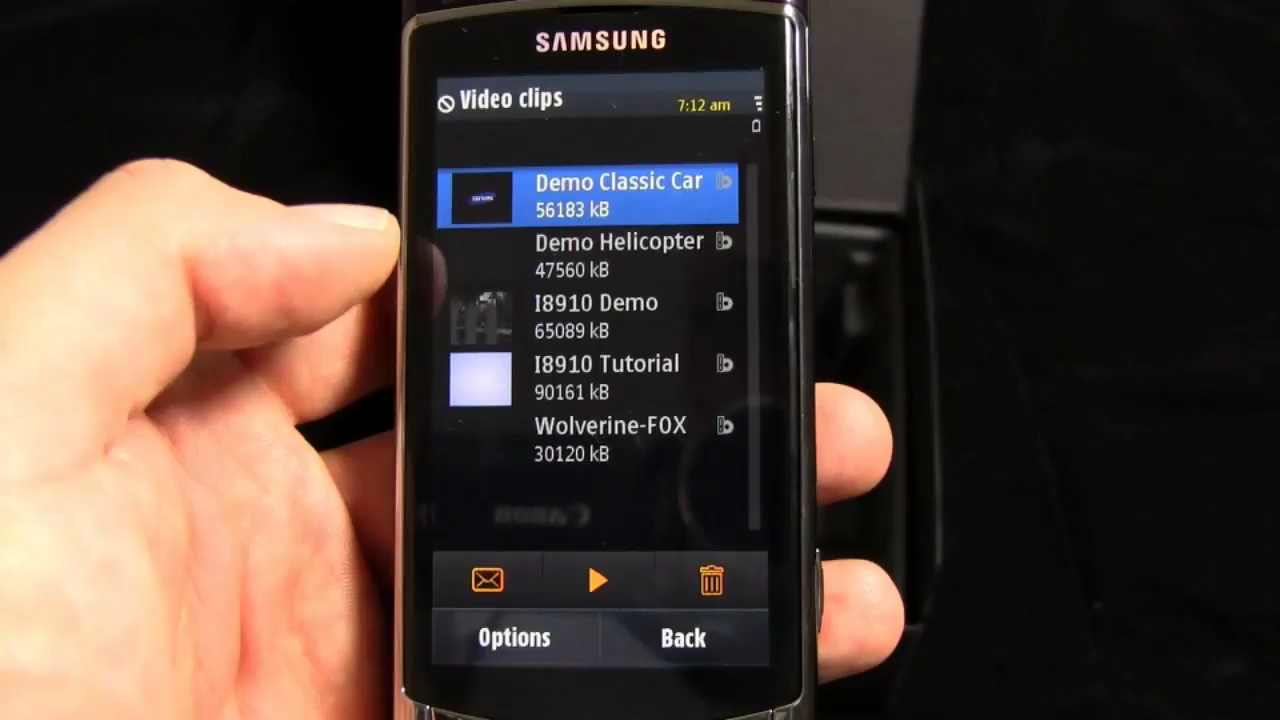 SAMSUNG
Video clips
7:12 am
Demo Classic Car
56183 kB
Demo Helicopter
47560 kB
I8910 Demo
65089 kB
I8910 Tutorial
90161 kB
Wolverine-FOX
30120 kB
Canon
Options
Back